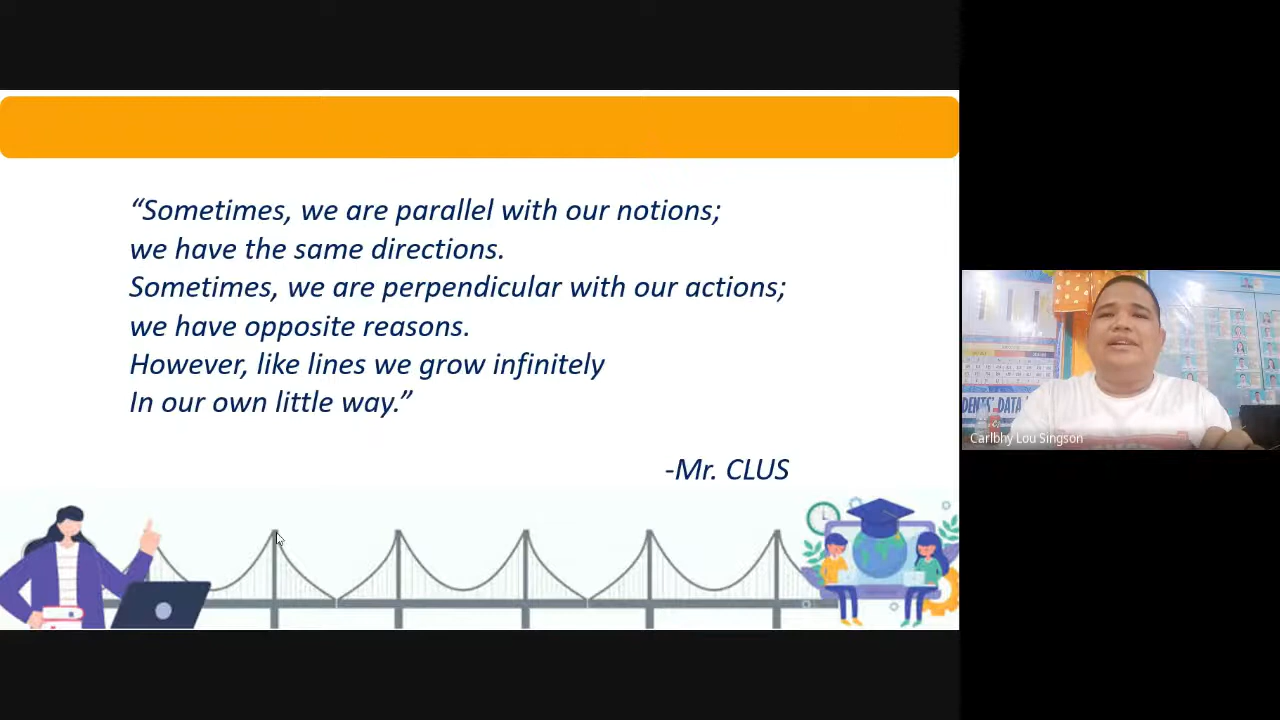 “Sometimes, we are parallel with our notions;
we have the same directions.
Sometimes, we are perpendicular with our actions;
we have opposite reasons.
However, like lines we grow infinitely
In our own little way.”
-Mr. CLUS
DENTS' DATA
Carlbhy Lou Singson